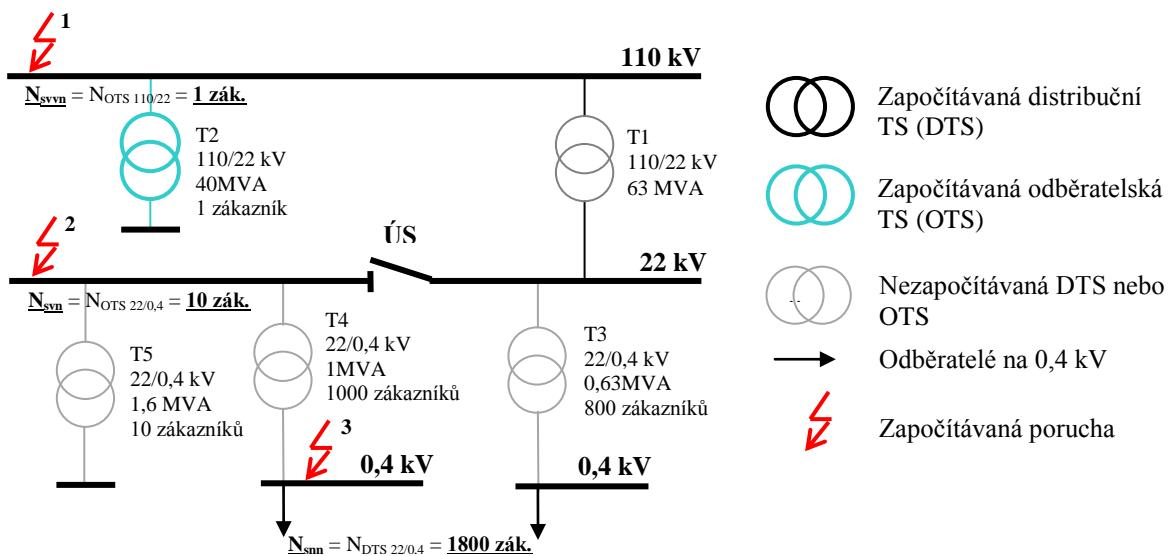 1
110 kV
N_svvn = N_OTS 110/22 = 1 zák.
T2
110/22 kV
40MVA
1 zákazník
T1
110/22 kV
63 MVA
2
ÚS
22 kV
N_svn = N_OTS 22/0,4 = 10 zák.
T5
22/0,4 kV
1,6 MVA
10 zákazníků
T4
22/0,4 kV
1MVA
1000 zákazníků
T3
22/0,4 kV
0,63MVA
800 zákazníků
3
0,4 kV
0,4 kV
N_snn = N_DTS 22/0,4 = 1800 zák.
Započítávaná distribuční
TS (DTS)
Započítávaná odběratelská
TS (OTS)
..
Nezapočítávaná DTS nebo
OTS
Odběratelé na 0,4 kV
Započítávaná porucha